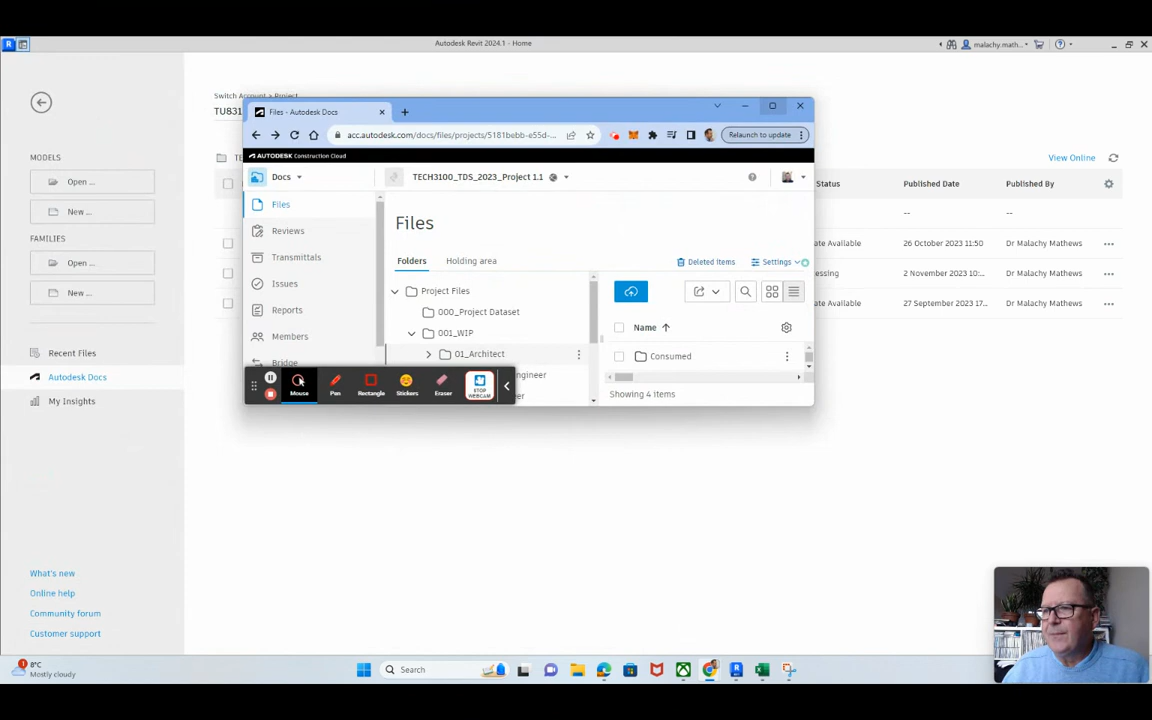 Autodesk Revit 2024.1 - Home
malachy.math...
Switch Account > Project
TU831
MODELS
Open ...
New ...
FAMILIES
Open ...
New ...
Recent Files
Autodesk Docs
My Insights
What's new
Online help
Community forum
Customer support
View Online
Status
Published Date
Published By
--
--
ate Available
26 October 2023 11:50
Dr Malachy Mathews
essing
2 November 2023 10:...
Dr Malachy Mathews
ate Available
27 September 2023 17...
Dr Malachy Mathews
Files - Autodesk Docs
acc.autodesk.com/docs/files/projects/5181bebb-e55d-...
Relaunch to update
AUTODESK Construction Cloud
Docs
TECH3100_TDS_2023_Project 1.1
Files
Reviews
Transmittals
Issues
Reports
Members
Bridge
Files
Folders
Holding area
Deleted items
Settings
Project Files
000_Project Dataset
001_WIP
01_Architect
ngineer
er
Name
Consumed
Showing 4 items
Mouse
Pen
Rectangle
Stickers
Eraser
STOP WEBCAM
1
8°C
Mostly cloudy
Search